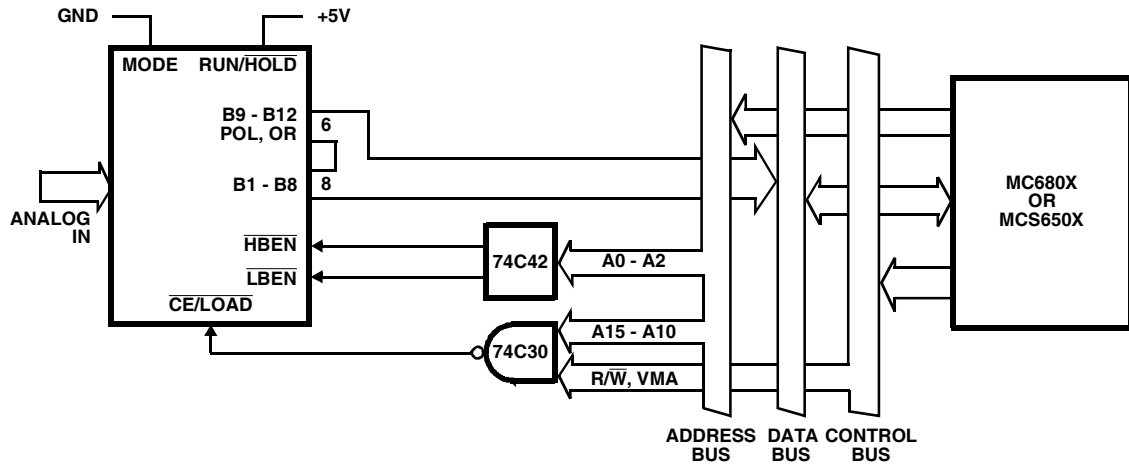 GND
+5V
MODE
RUN/HOLD
B9 - B12
POL, OR
6
B1 - B8
8
ANALOG
IN
HBEN
LBEN
CE/LOAD
74C42
A0 - A2
74C30
A15 - A10
R/W, VMA
MC680X
OR
MCS650X
ADDRESS
BUS
DATA
BUS
CONTROL
BUS